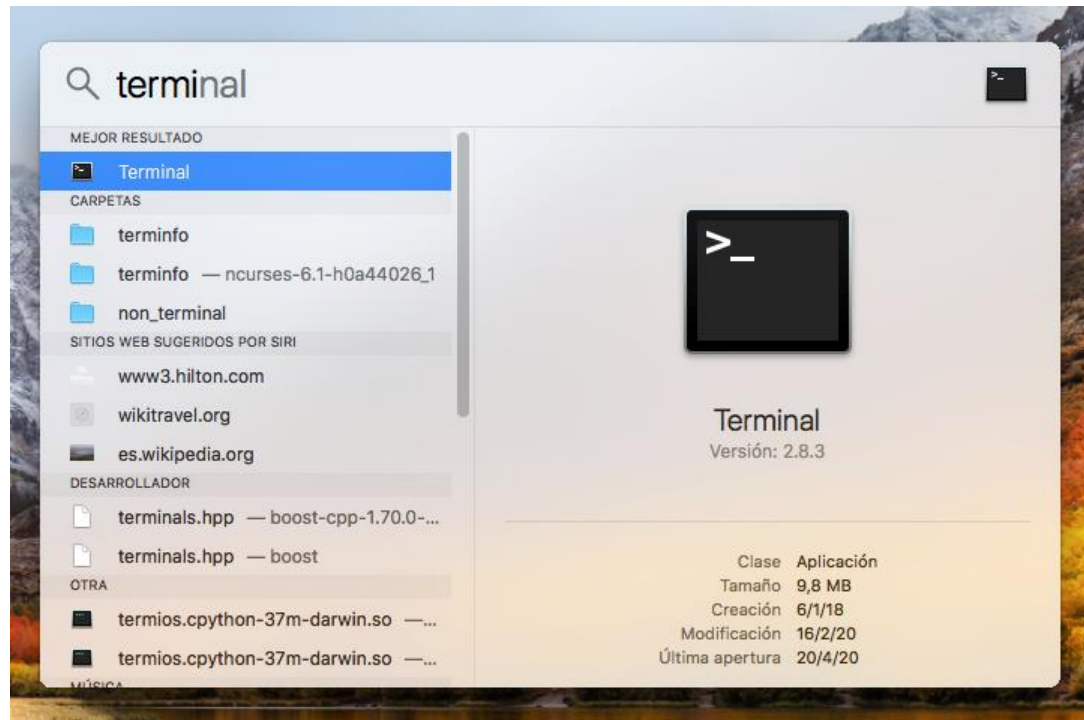 terminal
MEJOR RESULTADO
Terminal
CARPETAS
terminfo
terminfo — ncurses-6.1-h0a44026_1
non_terminal
SITIOS WEB SUGERIDOS POR SIRI
www3.hilton.com
wikitravel.org
es.wikipedia.org
DESARROLLADOR
terminals.hpp — boost-cpp-1.70.0-...
terminals.hpp — boost
OTRA
termios.cpython-37m-darwin.so —...
termios.cpython-37m-darwin.so —...
MÚSICA
>_
Terminal
Versión: 2.8.3
Clase Aplicación
Tamaño 9,8 MB
Creación 6/1/18
Modificación 16/2/20
Última apertura 20/4/20